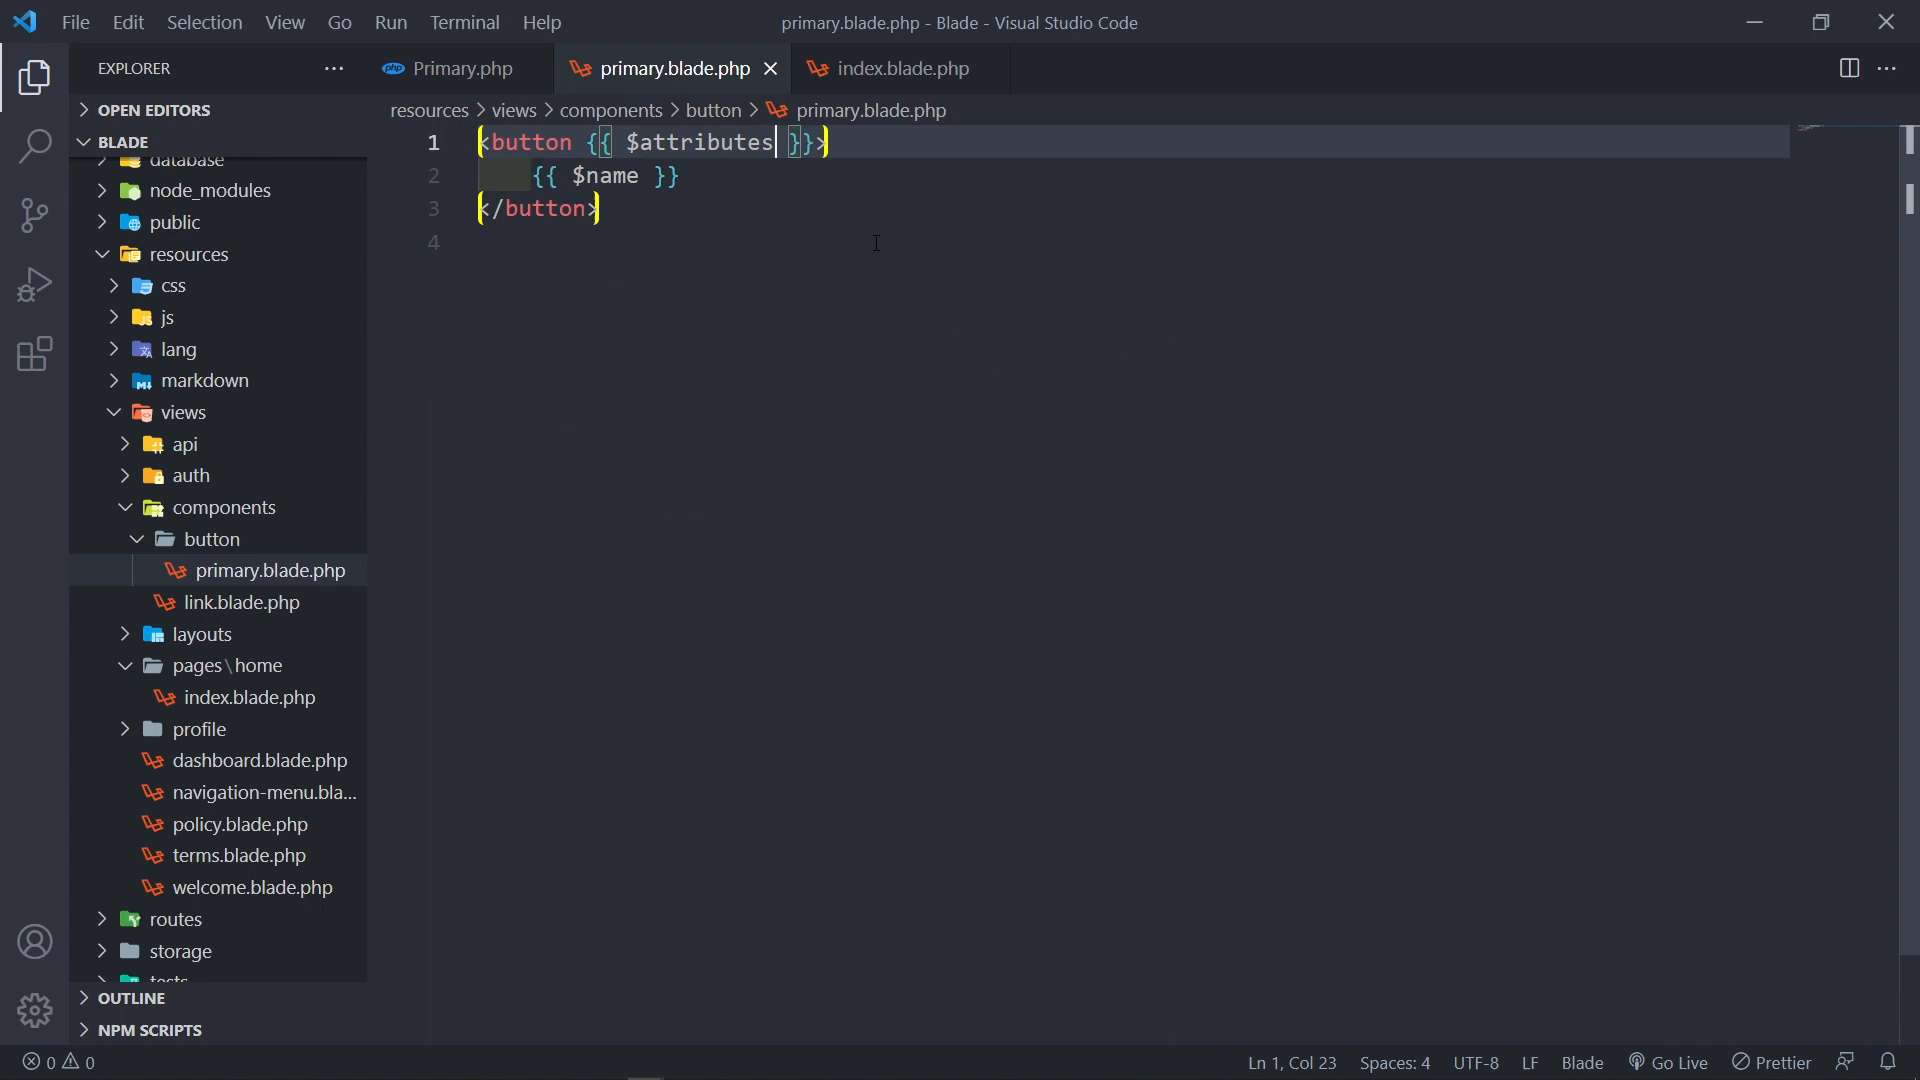 File Edit Selection View Go Run Terminal Help
primary.blade.php - Blade - Visual Studio Code
EXPLORER
Primary.php
primary.blade.php
index.blade.php
OPEN EDITORS
resources > views > components > button > primary.blade.php
BLADE
database
node_modules
public
resources
css
js
lang
markdown
views
api
auth
components
button
primary.blade.php
link.blade.php
layouts
pages\home
index.blade.php
profile
dashboard.blade.php
navigation-menu.bla...
policy.blade.php
terms.blade.php
welcome.blade.php
routes
storage
tests
OUTLINE
NPM SCRIPTS
1 <button {{ $attributes }}>
2 {{ $name }}
3 </button>
4
0 0
Ln 1, Col 23 Spaces: 4 UTF-8 LF Blade Go Live Prettier